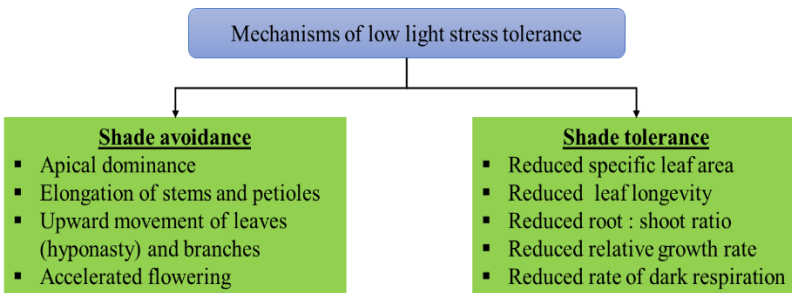 Mechanisms of low light stress tolerance
Shade avoidance
▪ Apical dominance
▪ Elongation of stems and petioles
▪ Upward movement of leaves
(hyponasty) and branches
▪ Accelerated flowering
Shade tolerance
▪ Reduced specific leaf area
▪ Reduced leaf longevity
▪ Reduced root : shoot ratio
▪ Reduced relative growth rate
▪ Reduced rate of dark respiration